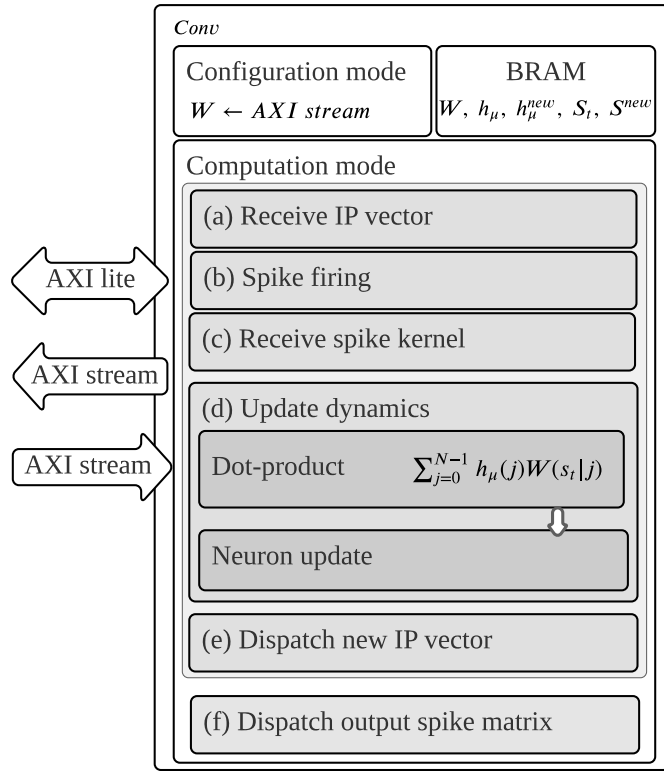 Conv
Configuration mode
W ← AXI stream
BRAM
W, h_μ, h_μ^{new}, S_t, S^{new}
Computation mode
(a) Receive IP vector
(b) Spike firing
(c) Receive spike kernel
(d) Update dynamics
Dot-product ∑_{j=0}^{N−1} h_μ(j)W(s_t|j)
Neuron update
(e) Dispatch new IP vector
(f) Dispatch output spike matrix
AXI lite
AXI stream
AXI stream